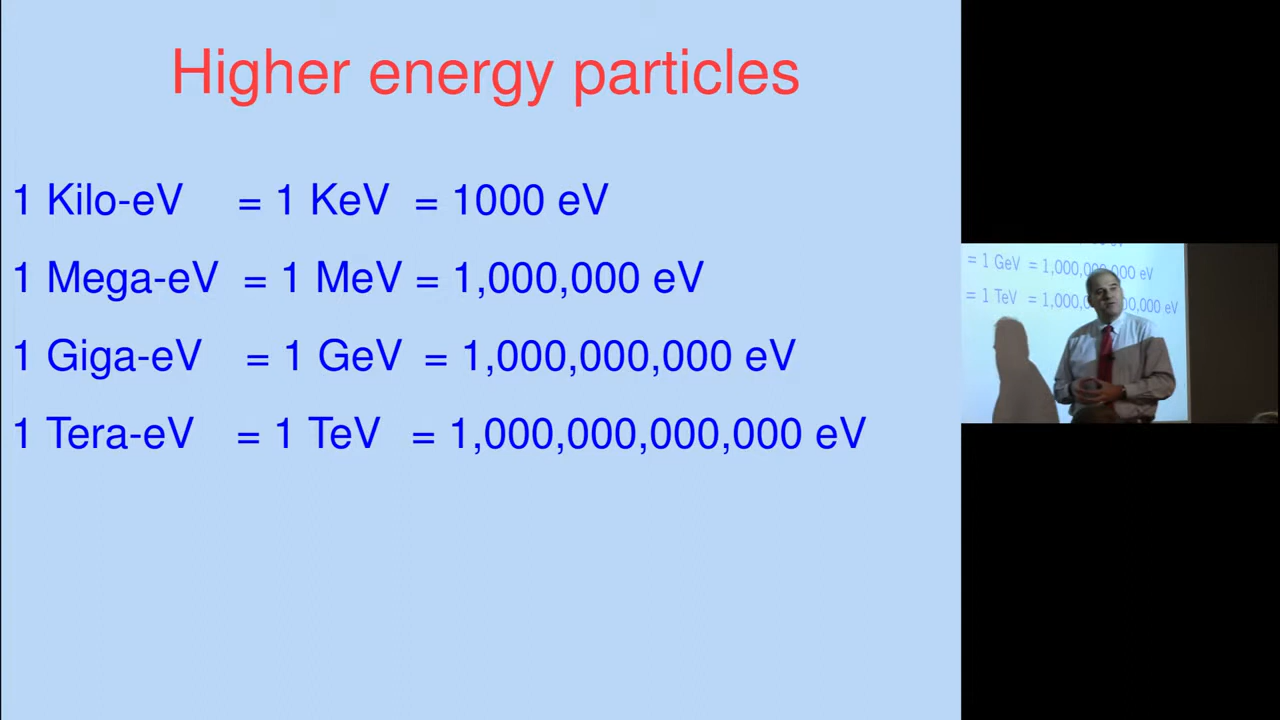 Higher energy particles
1 Kilo-eV = 1 KeV = 1000 eV
1 Mega-eV = 1 MeV = 1,000,000 eV
1 Giga-eV = 1 GeV = 1,000,000,000 eV
1 Tera-eV = 1 TeV = 1,000,000,000,000 eV
= 1 GeV = 1,000,000,000 eV
= 1 TeV = 1,000,0 00,000 eV